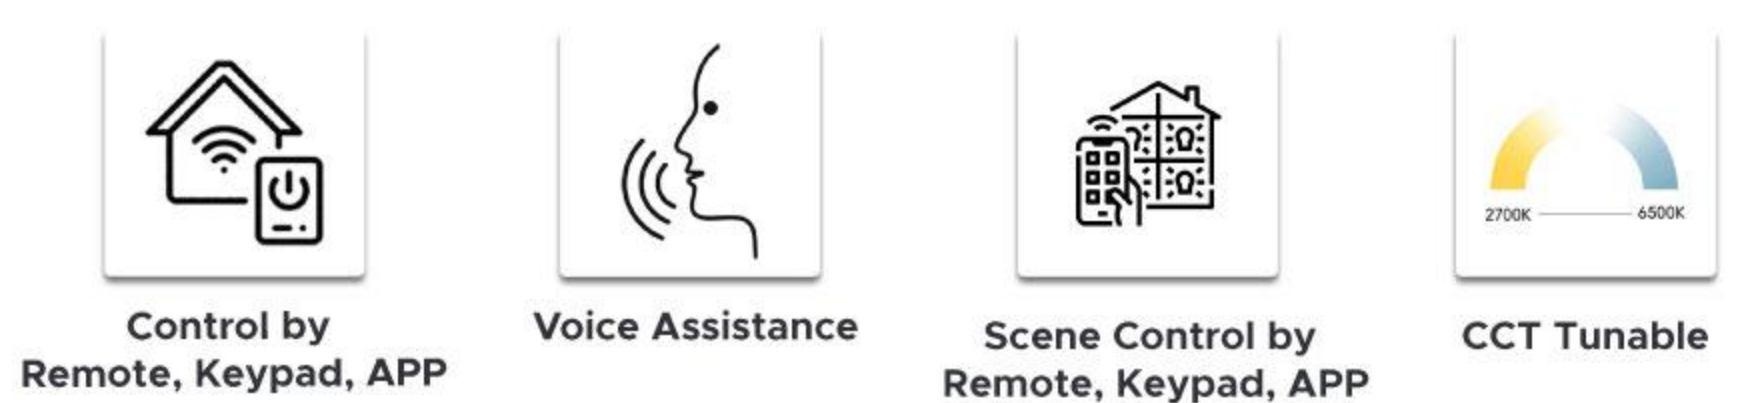 Control by
Remote, Keypad, APP
Voice Assistance
Scene Control by
Remote, Keypad, APP
2700K
6500K
CCT Tunable